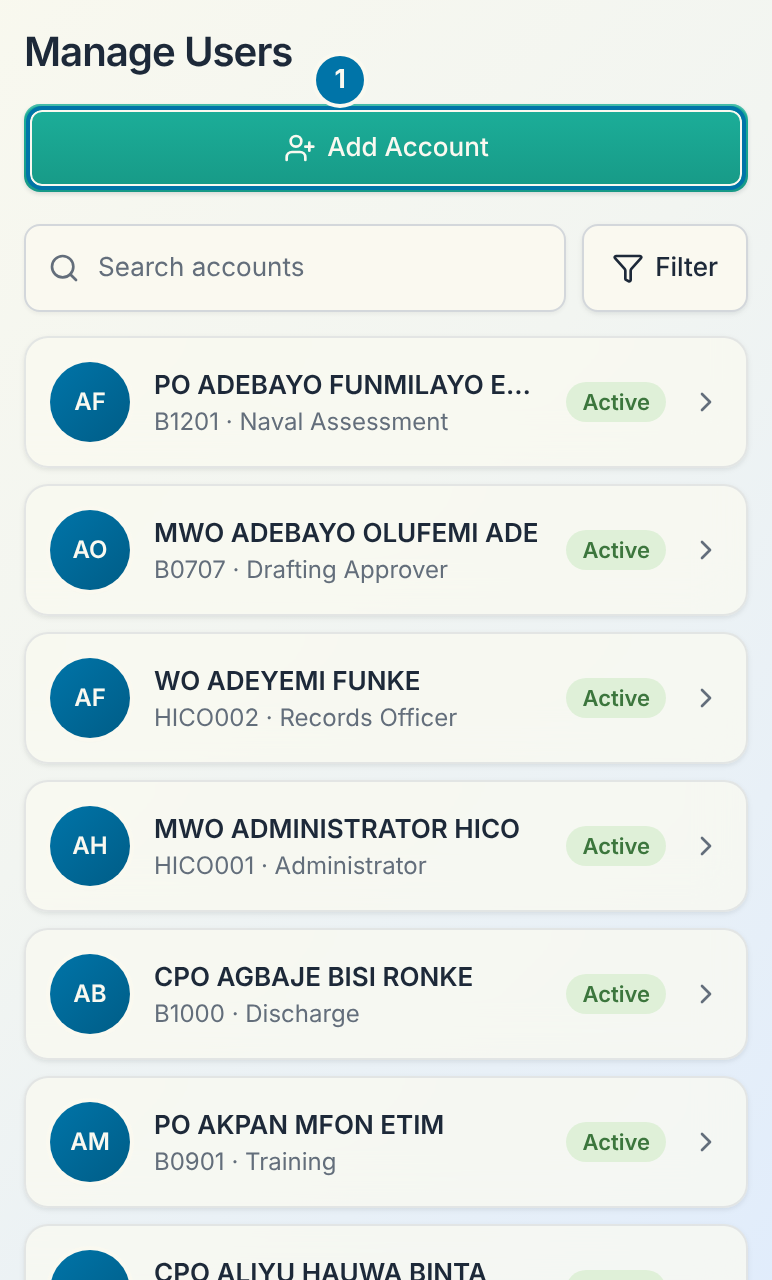 Manage Users
1
Add Account
Search accounts
Filter
AF
PO ADEBAYO FUNMILAYO E...
B1201 · Naval Assessment
Active
AO
MWO ADEBAYO OLUFEMI ADE
B0707 · Drafting Approver
Active
AF
WO ADEYEMI FUNKE
HICO002 · Records Officer
Active
AH
MWO ADMINISTRATOR HICO
HICO001 · Administrator
Active
AB
CPO AGBAJE BISI RONKE
B1000 · Discharge
Active
AM
PO AKPAN MFON ETIM
B0901 · Training
Active
CPO ALIYU HAUWA BINTA